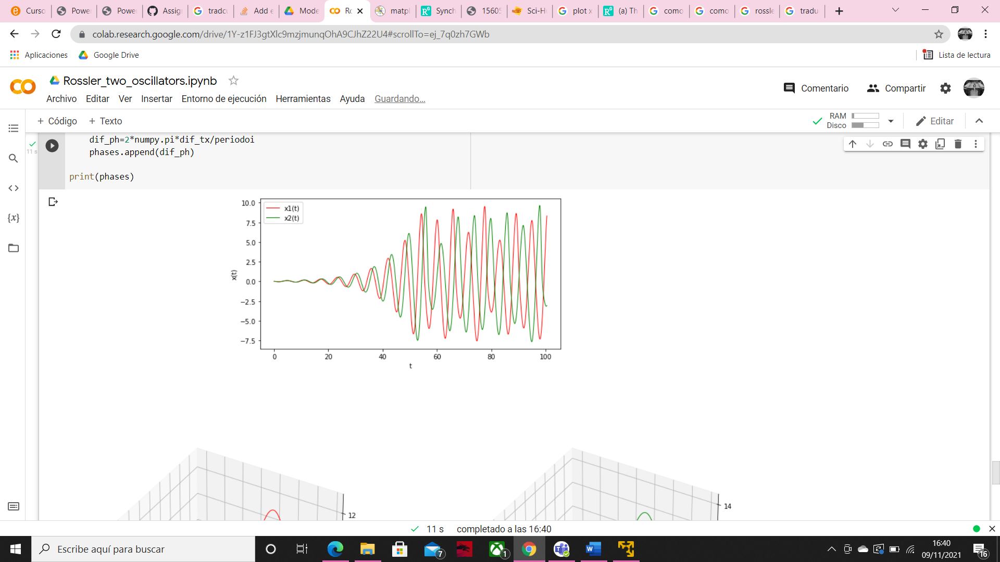 Curso
Power
Power
Assig
tradcu
Add e
Mode
Ro
matpl
Synch
15605
Sci-H
plot x
(a) Th
como
como
rossle
tradu
colab.research.google.com/drive/1Y-z1FJ3gtXlc9mzjmunqOhA9CJhZ22U4#scrollTo=ej_7q0zh7GWb
Aplicaciones
Google Drive
Lista de lectura
Rossler_two_oscillators.ipynb
Comentario
Compartir
Archivo Editar Ver Insertar Entorno de ejecución Herramientas Ayuda Guardando...
+ Código + Texto
RAM
Disco
Editar
dif_ph=2*numpy.pi*dif_tx/periodoi
11 s
phases.append(dif_ph)
print(phases)
{x}
x1(t)
x2(t)
10.0
7.5
5.0
2.5
0.0
−2.5
−5.0
−7.5
x(t)
0 20 40 60 80 100
t
12
14
11 s completado a las 16:40
Escribe aquí para buscar
7
1
16:40
09/11/2021
16